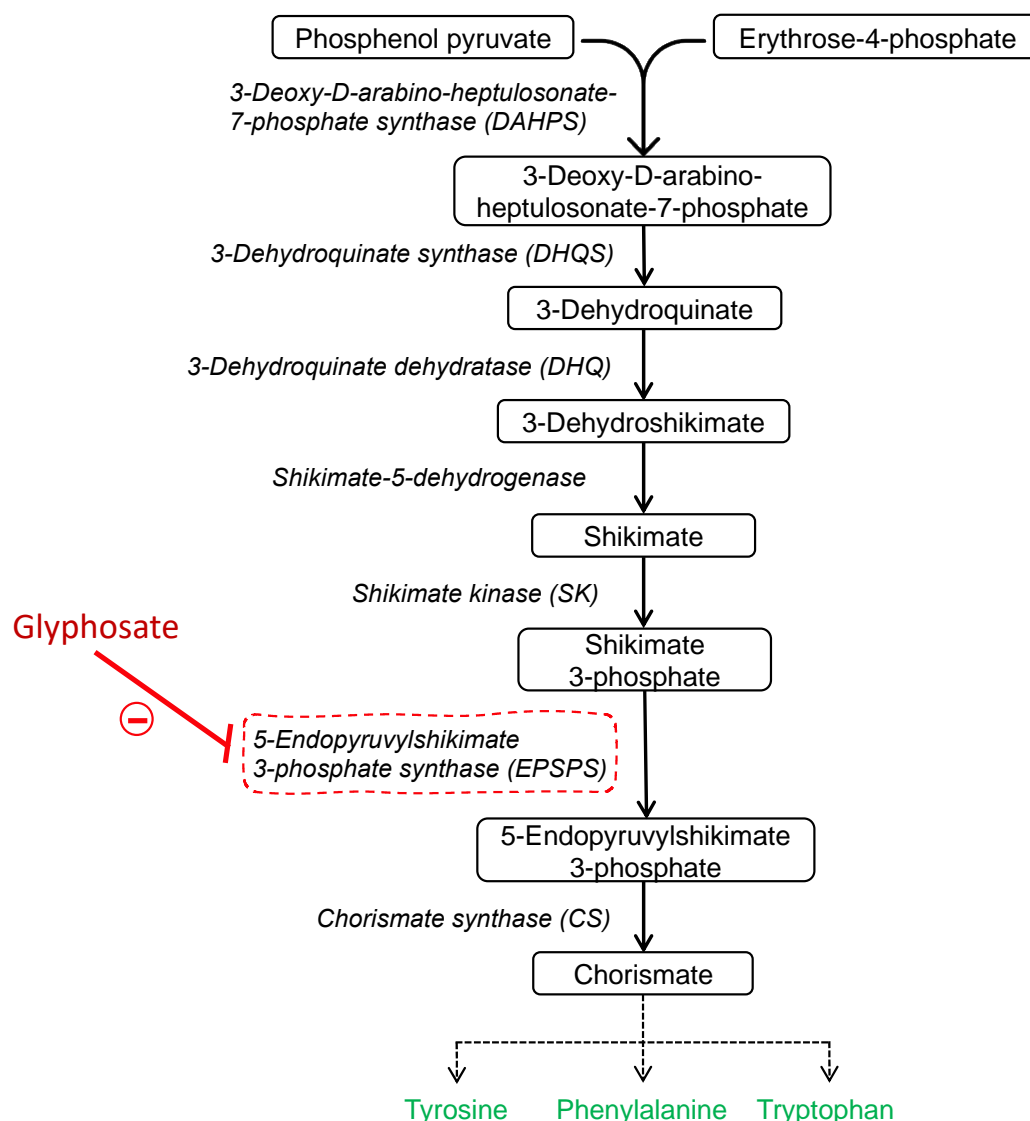 Phosphenol pyruvate
Erythrose-4-phosphate
3-Deoxy-D-arabino-heptulosonate-
7-phosphate synthase (DAHPS)
3-Deoxy-D-arabino-
heptulosonate-7-phosphate
3-Dehydroquinate synthase (DHQS)
3-Dehydroquinate
3-Dehydroquinate dehydratase (DHQ)
3-Dehydroshikimate
Shikimate-5-dehydrogenase
Shikimate
Shikimate kinase (SK)
Glyphosate
Shikimate
3-phosphate
5-Endopyruvylshikimate
3-phosphate synthase (EPSPS)
5-Endopyruvylshikimate
3-phosphate
Chorismate synthase (CS)
Chorismate
Tyrosine
Phenylalanine
Tryptophan